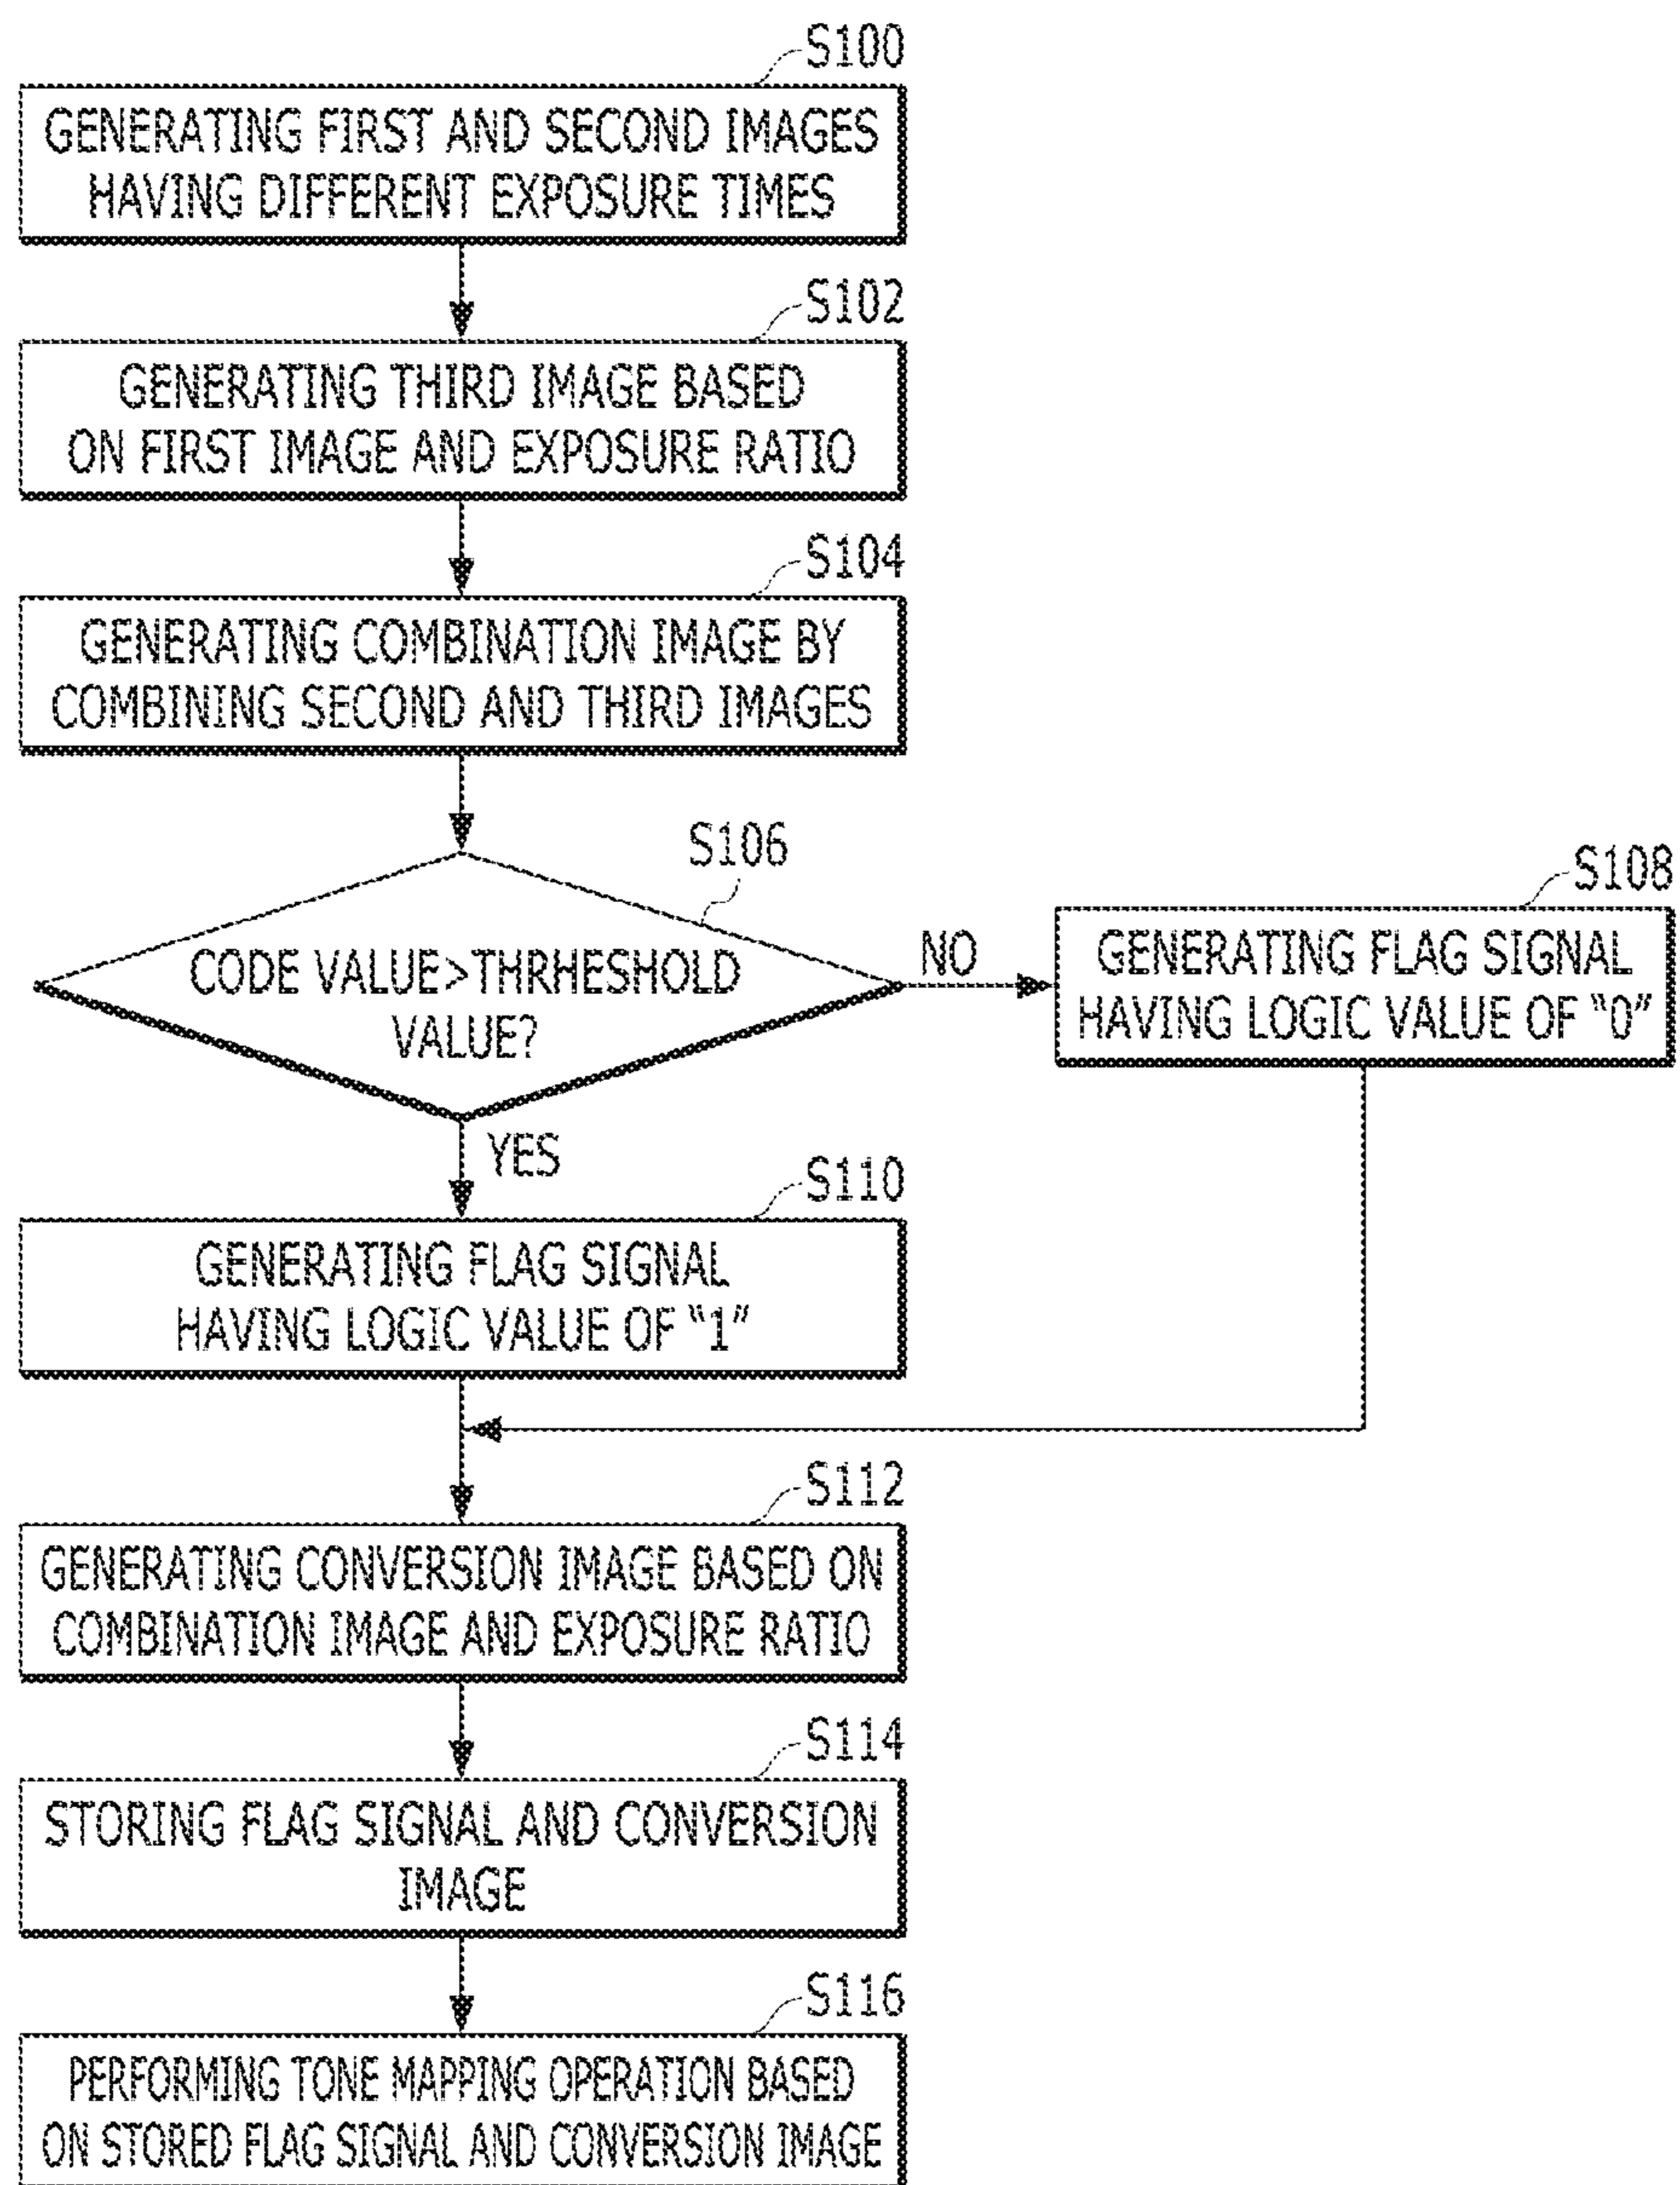 S100
GENERATING FIRST AND SECOND IMAGES
HAVING DIFFERENT EXPOSURE TIMES
S102
GENERATING THIRD IMAGE BASED
ON FIRST IMAGE AND EXPOSURE RATIO
S104
GENERATING COMBINATION IMAGE BY
COMBINING SECOND AND THIRD IMAGES
S106
CODE VALUE>THRHESHOLD
VALUE?
NO
S108
GENERATING FLAG SIGNAL
HAVING LOGIC VALUE OF “0”
YES
S110
GENERATING FLAG SIGNAL
HAVING LOGIC VALUE OF “1”
S112
GENERATING CONVERSION IMAGE BASED ON
COMBINATION IMAGE AND EXPOSURE RATIO
S114
STORING FLAG SIGNAL AND CONVERSION
IMAGE
S116
PERFORMING TONE MAPPING OPERATION BASED
ON STORED FLAG SIGNAL AND CONVERSION IMAGE